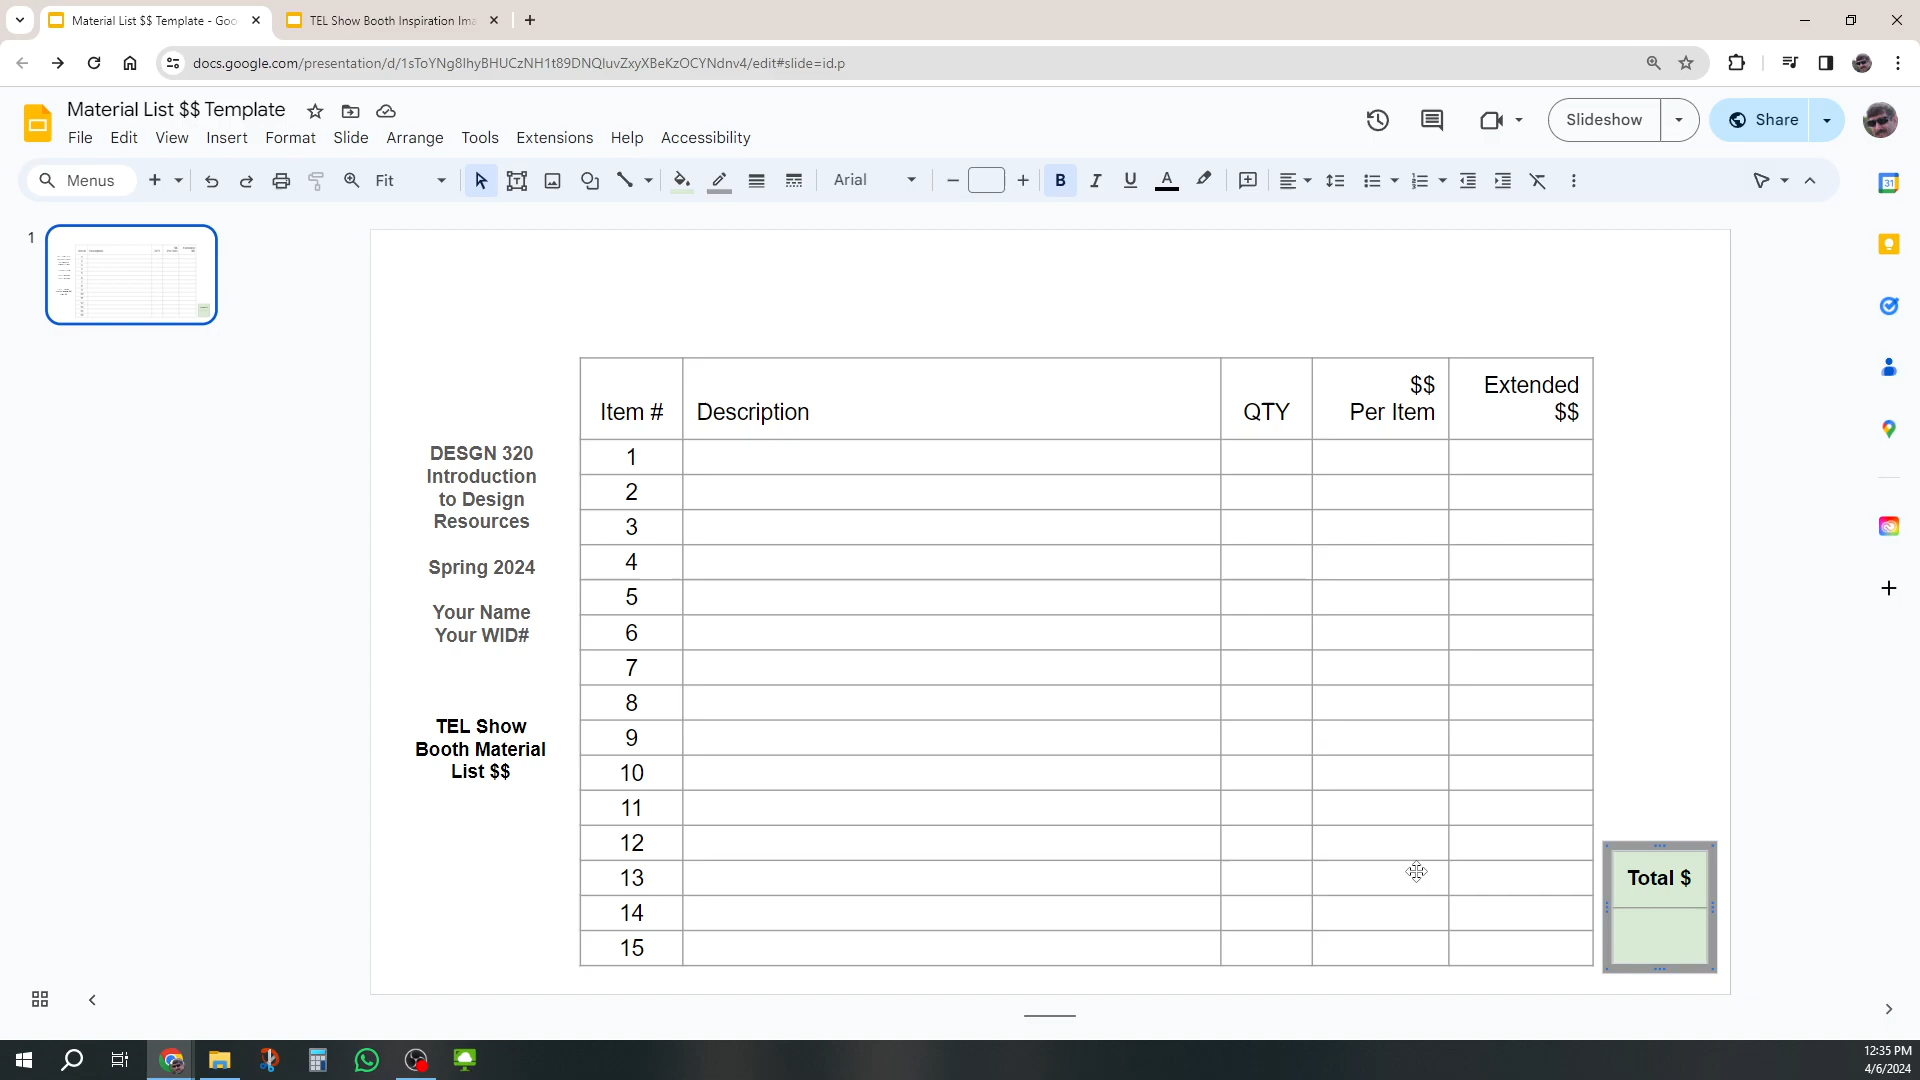 Material List $$ Template - Goo
TEL Show Booth Inspiration Ima
docs.google.com/presentation/d/1sToYNg8lhyBHUCzNH1t89DNQluvZxyXBeKzOCYNdnv4/edit#slide=id.p
Material List $$ Template
File Edit View Insert Format Slide Arrange Tools Extensions Help Accessibility
Slideshow
Share
Menus
Fit
Arial
B I U A
31
1
Item # Description QTY $$ Per Item Extended $$
DESGN 320
Introduction
to Design
Resources
Spring 2024
Your Name
Your WID#
TEL Show
Booth Material
List $$
1
2
3
4
5
6
7
8
9
10
11
12
13
14
15
Total $
12:35 PM
4/6/2024